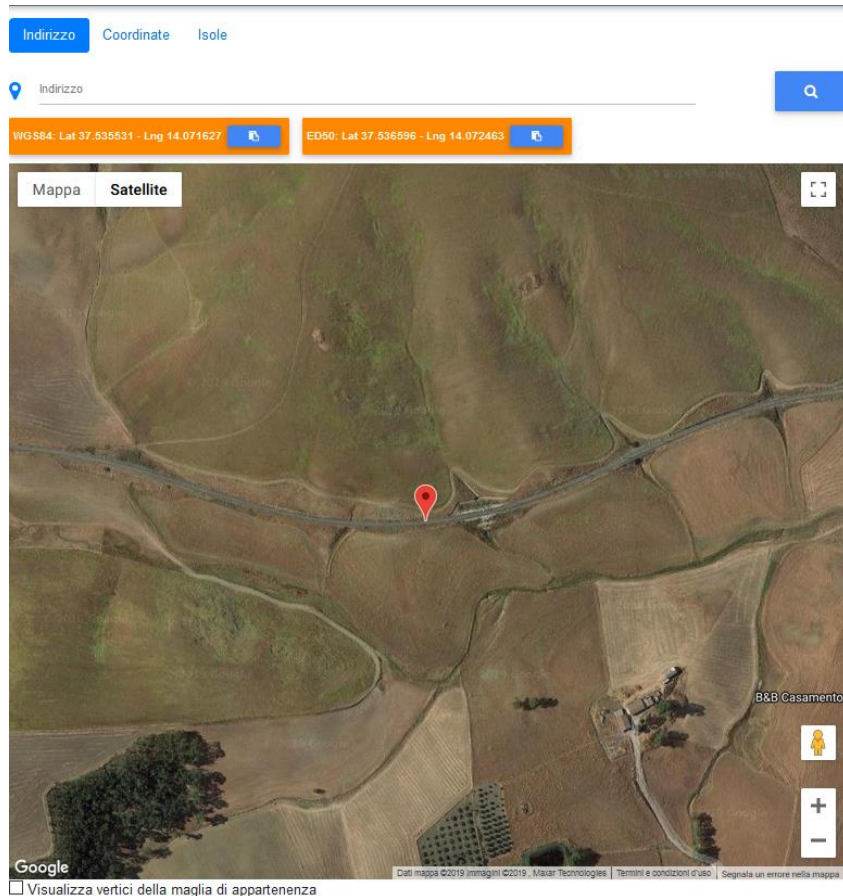 Indirizzo Coordinate Isole
Indirizzo
WGS84: Lat 37.535531 - Lng 14.071627 ED50: Lat 37.536596 - Lng 14.072463
Mappa Satellite
B&B Casamento
Google
Dati mappa ©2019 Immagini ©2019 , Maxar Technologies Termini e condizioni d'uso Segnala un errore nella mappa
Visualizza vertici della maglia di appartenenza